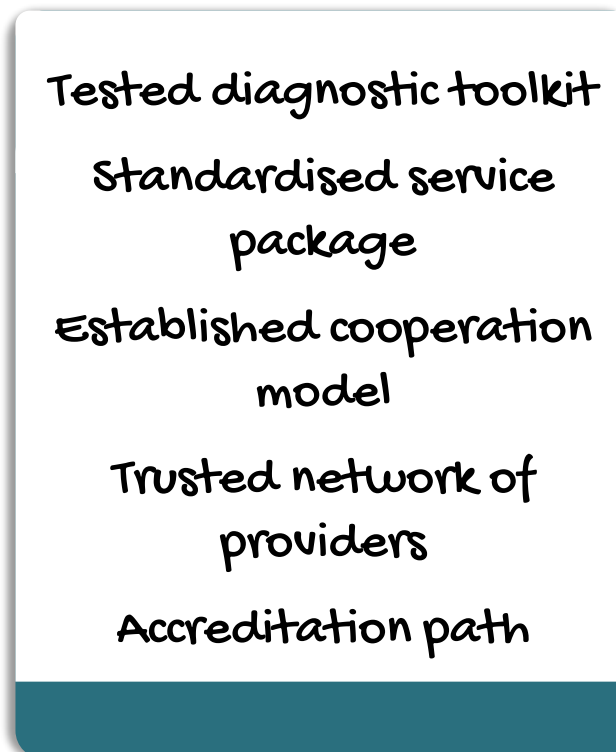 Tested diagnostic toolkit
Standardised service
package
Established cooperation
model
Trusted network of
providers
Accreditation path